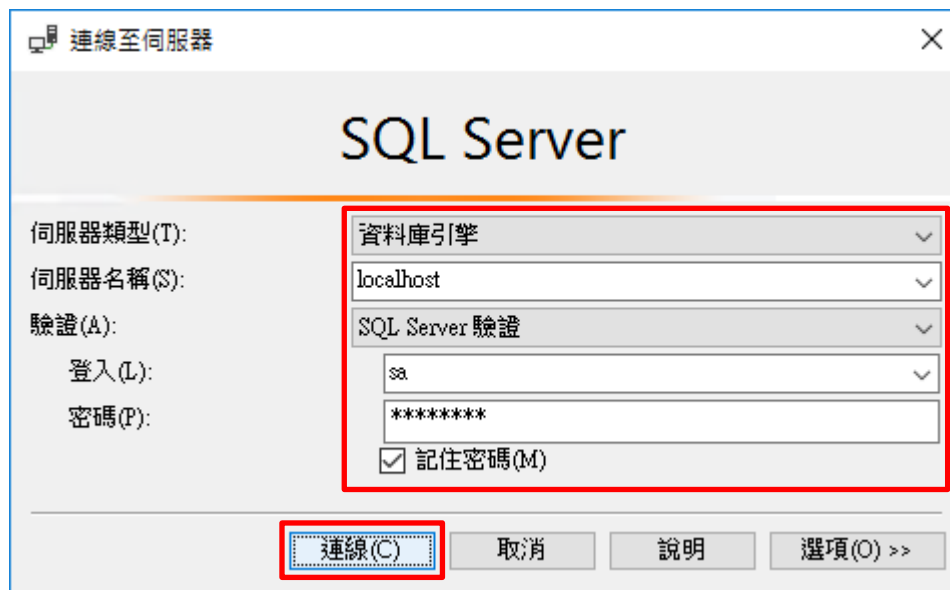 連線至伺服器
SQL Server
伺服器類型(T): 資料庫引擎
伺服器名稱(S): localhost
驗證(A): SQL Server 驗證
登入(L): sa
密碼(P): ********
記住密碼(M)
連線(C) 取消 說明 選項(O) >>